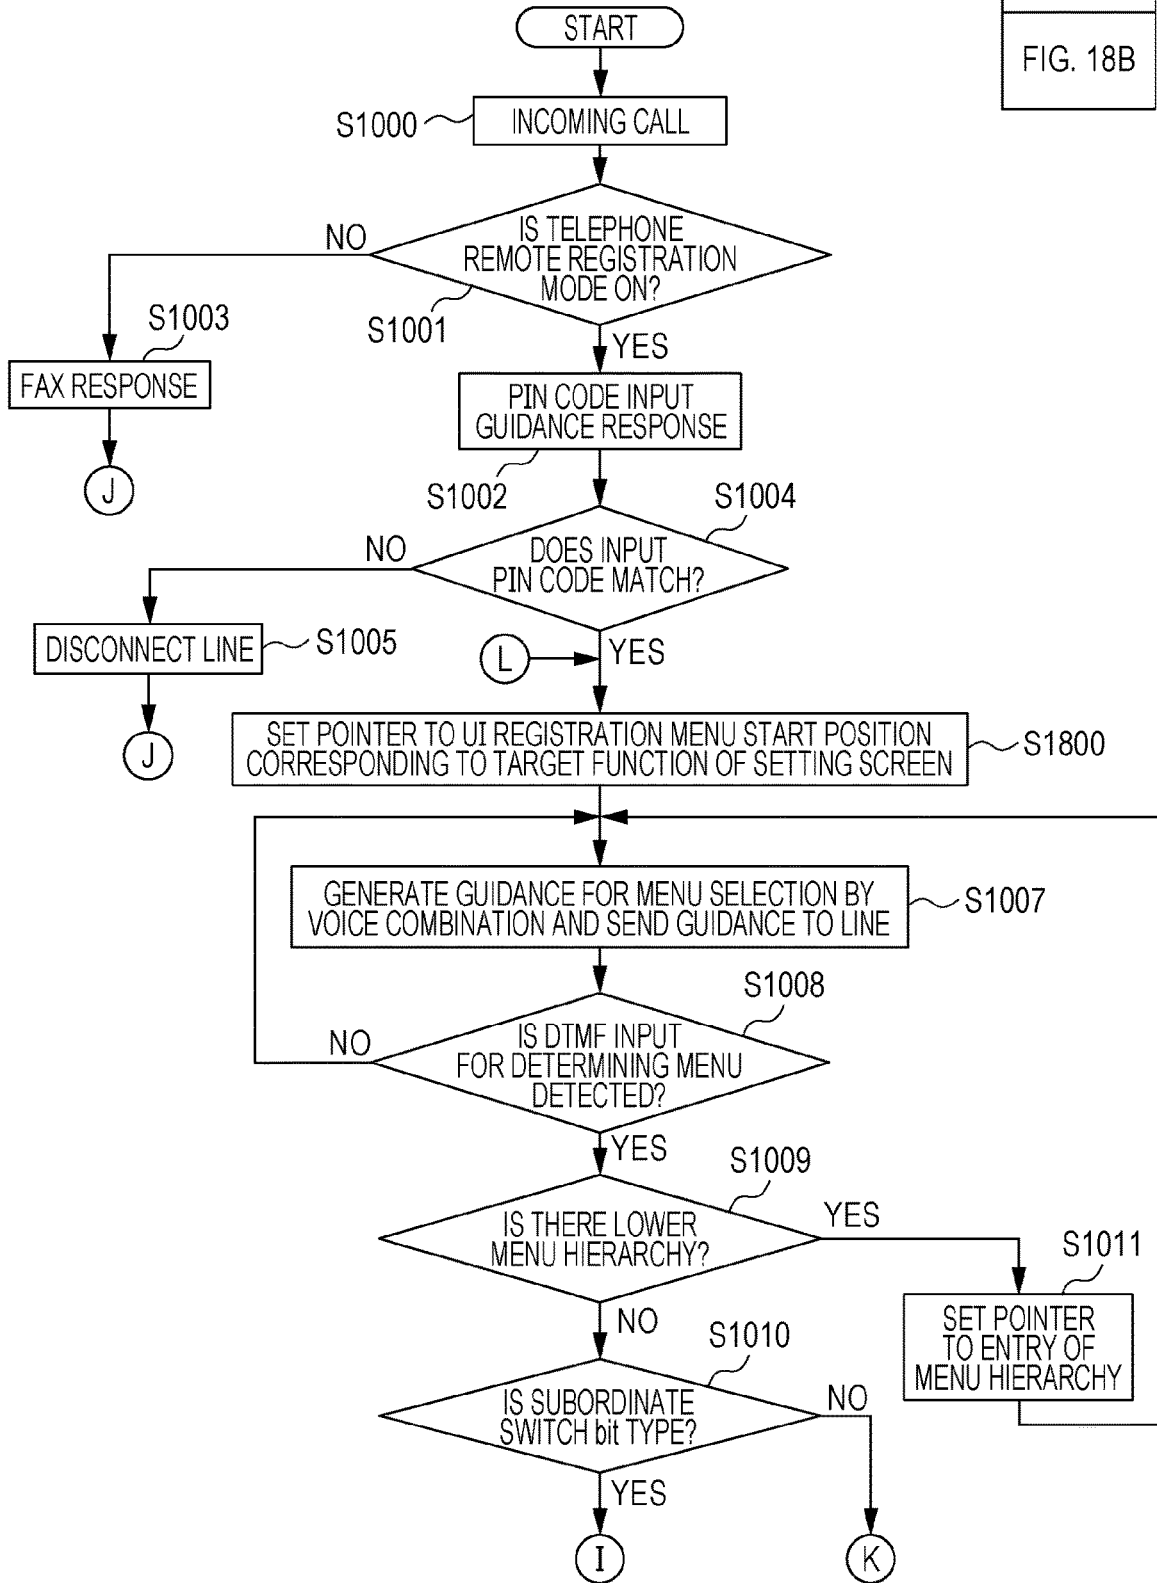 START
FIG. 18B
S1000
INCOMING CALL
NO
IS TELEPHONE
REMOTE REGISTRATION
MODE ON?
S1001
YES
S1003
FAX RESPONSE
J
PIN CODE INPUT
GUIDANCE RESPONSE
S1002
S1004
NO
DOES INPUT
PIN CODE MATCH?
DISCONNECT LINE
S1005
J
L
YES
SET POINTER TO UI REGISTRATION MENU START POSITION
CORRESPONDING TO TARGET FUNCTION OF SETTING SCREEN
S1800
GENERATE GUIDANCE FOR MENU SELECTION BY
VOICE COMBINATION AND SEND GUIDANCE TO LINE
S1007
S1008
NO
IS DTMF INPUT
FOR DETERMINING MENU
DETECTED?
YES
S1009
IS THERE LOWER
MENU HIERARCHY?
YES
S1011
SET POINTER
TO ENTRY OF
MENU HIERARCHY
NO
S1010
IS SUBORDINATE
SWITCH bit TYPE?
NO
YES
I
K